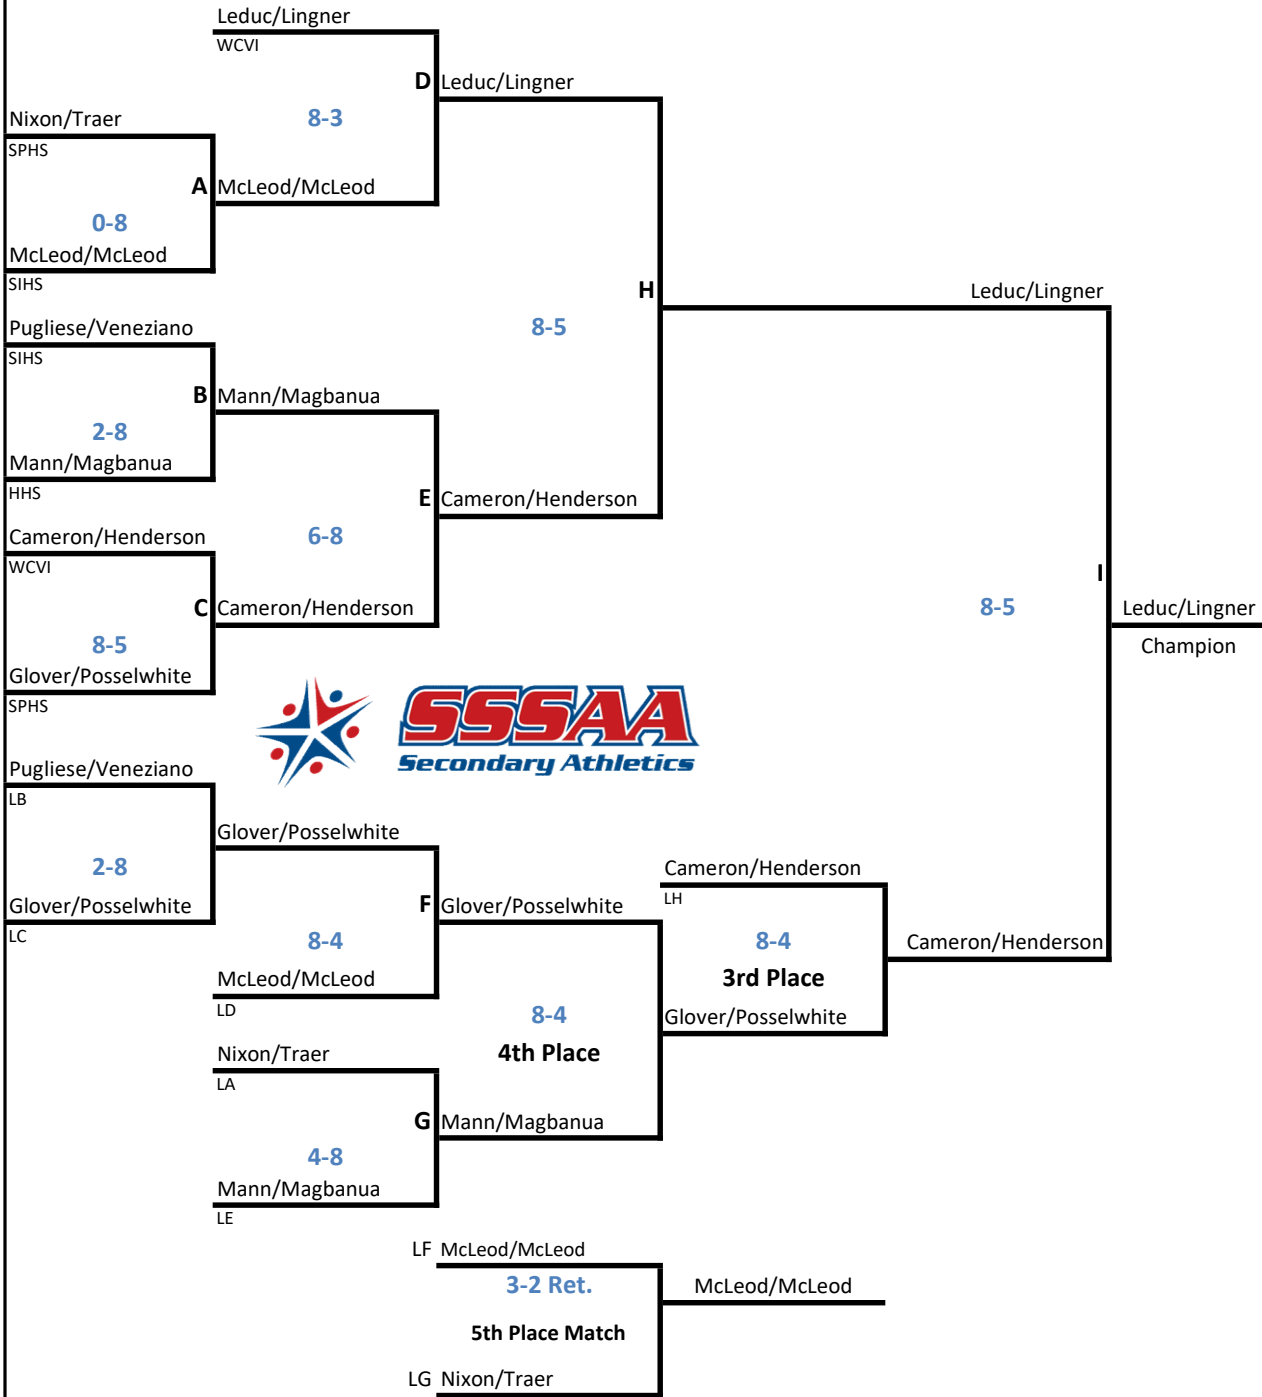 Leduc/Lingner
WCVI
D Leduc/Lingner
Nixon/Traer
8-3
SPHS
A McLeod/McLeod
0-8
McLeod/McLeod
SIHS
H
Leduc/Lingner
Pugliese/Veneziano
8-5
SIHS
B Mann/Magbanua
2-8
Mann/Magbanua
HHS
E Cameron/Henderson
Cameron/Henderson
6-8
WCVI
I
C Cameron/Henderson
8-5
Leduc/Lingner
8-5
Champion
Glover/Posselwhite
SPHS
SSSAA
Secondary Athletics
Pugliese/Veneziano
LB
Glover/Posselwhite
2-8
Cameron/Henderson
LH
Glover/Posselwhite
F Glover/Posselwhite
LC
8-4
8-4
Cameron/Henderson
McLeod/McLeod
3rd Place
LD
8-4
Glover/Posselwhite
Nixon/Traer
4th Place
LA
G Mann/Magbanua
4-8
Mann/Magbanua
LE
LF McLeod/McLeod
3-2 Ret.
McLeod/McLeod
5th Place Match
LG Nixon/Traer